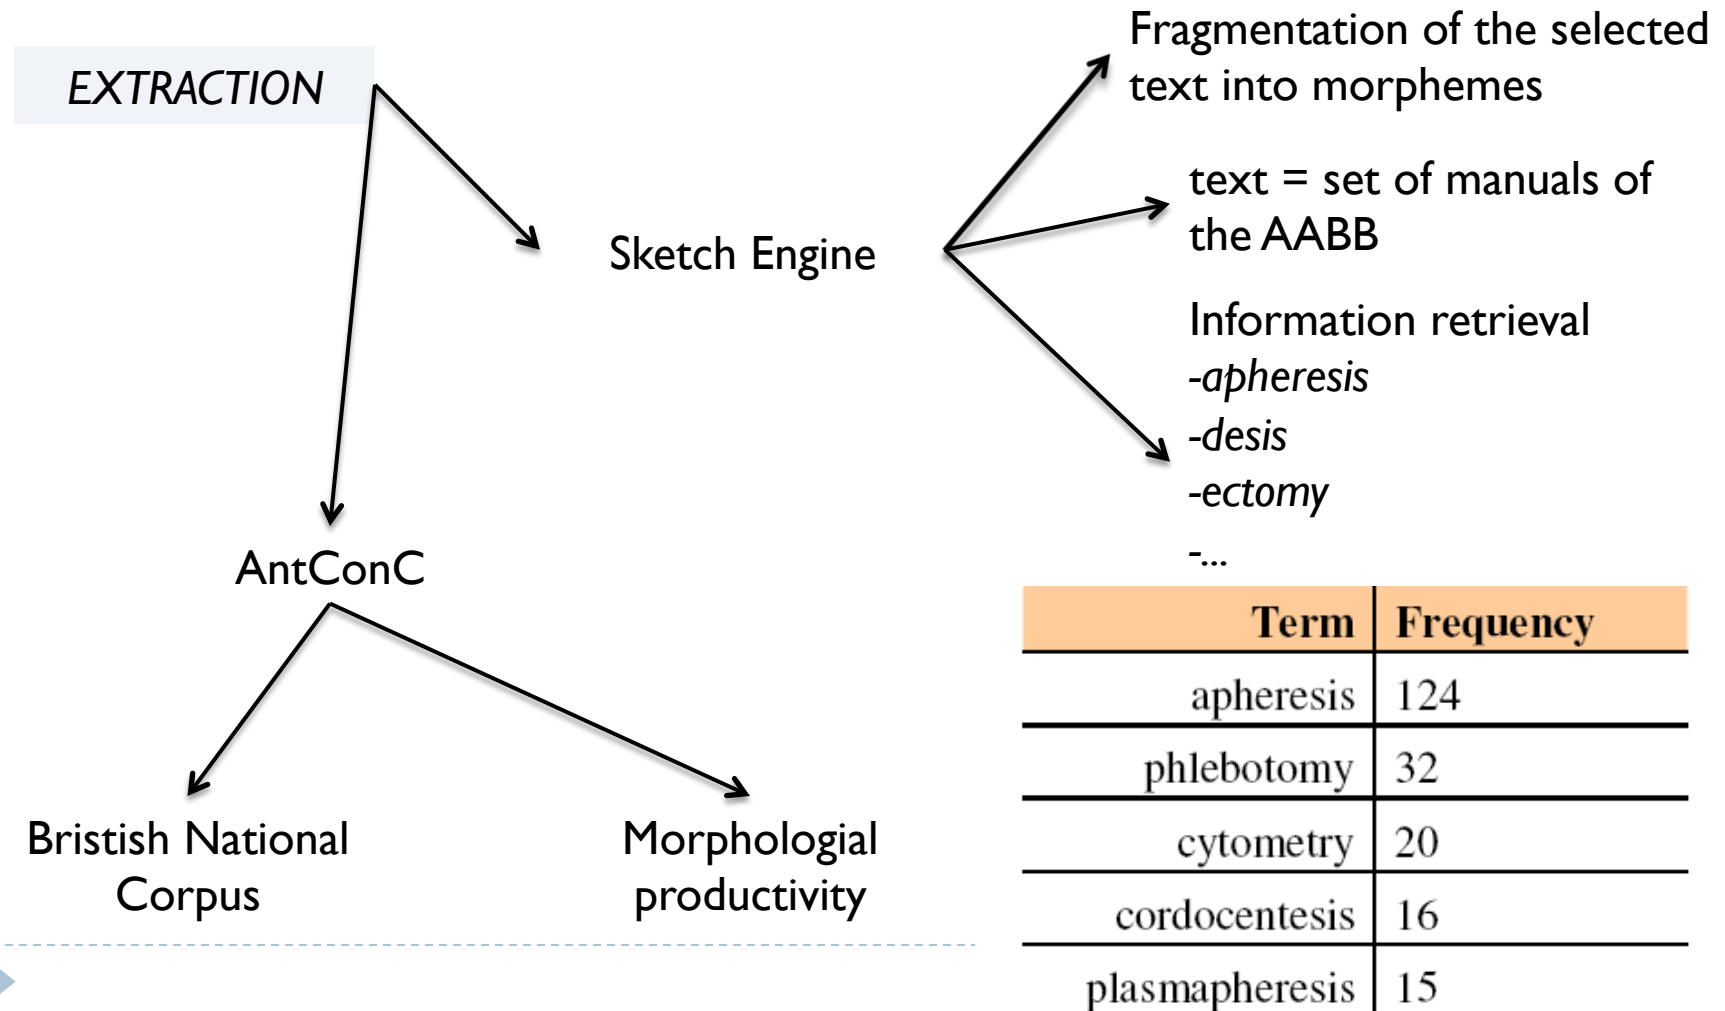 EXTRACTION
Fragmentation of the selected
text into morphemes
text = set of manuals of
the AABB
Sketch Engine
Information retrieval
-apheresis
-desis
-ectomy
-...
AntConC
Bristish National
Corpus
Morphologial
productivity
Term Frequency
apheresis 124
phlebotomy 32
cytometry 20
cordocentesis 16
plasmapheresis 15